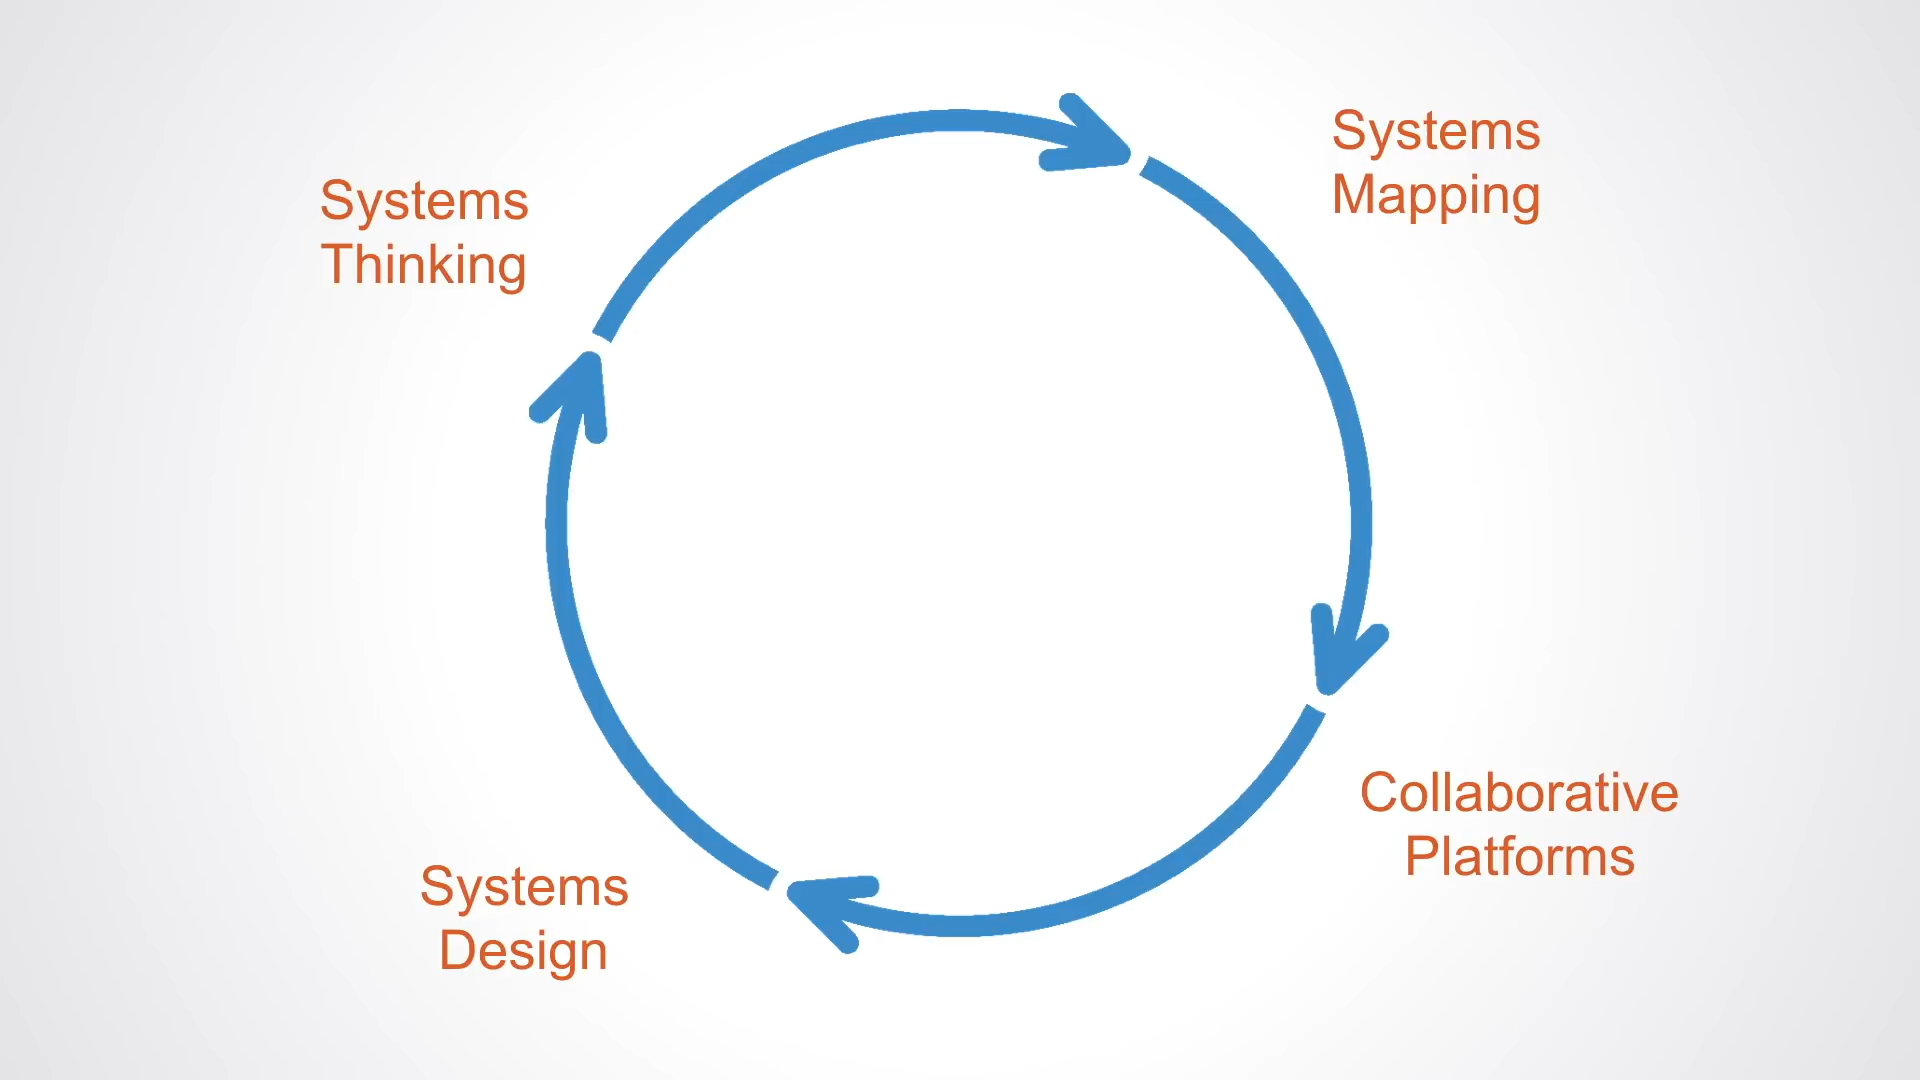 Systems
Thinking
Systems
Mapping
Collaborative
Platforms
Systems
Design